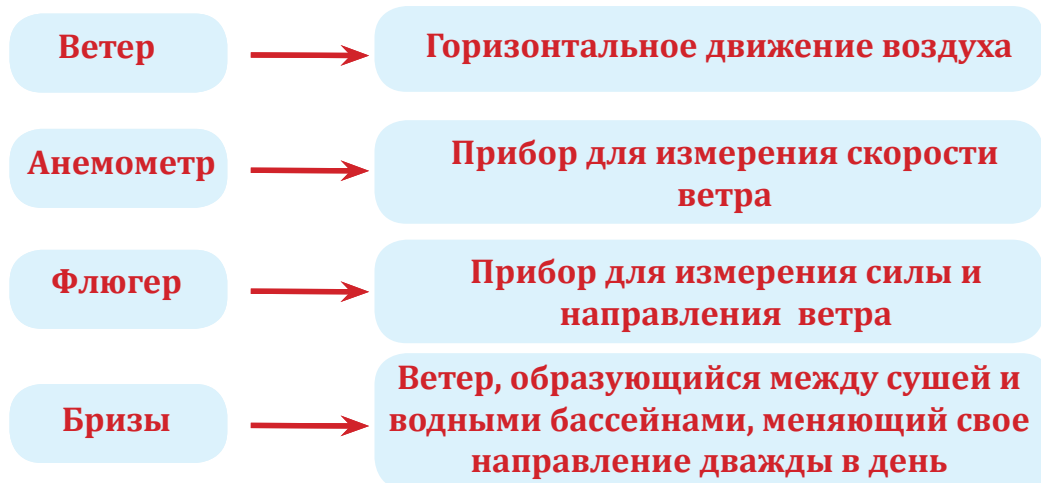 Ветер
Горизонтальное движение воздуха
Анемометр
Прибор для измерения скорости
ветра
Флюгер
Прибор для измерения силы и
направления ветра
Бризы
Ветер, образующийся между сушей и
водными бассейнами, меняющий свое
направление дважды в день